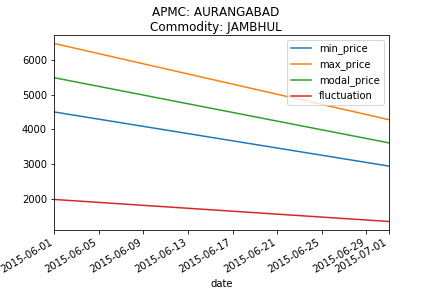 APMC: AURANGABAD
Commodity: JAMBHUL
min_price
max_price
modal_price
fluctuation
6000
5000
4000
3000
2000
2015-06-01
2015-06-05
2015-06-09
2015-06-13
2015-06-17
2015-06-21
2015-06-25
2015-06-29
2015-07-01
date